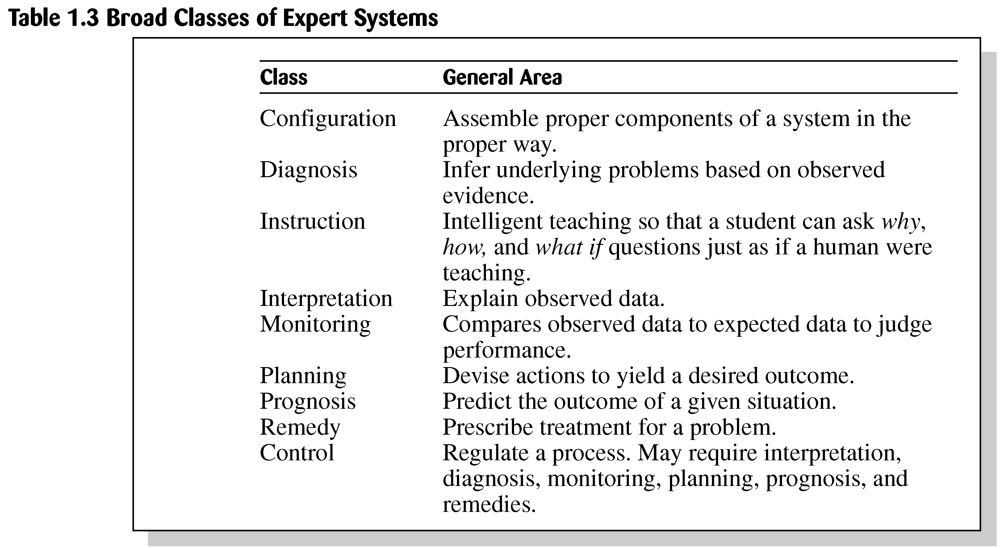 Table 1.3 Broad Classes of Expert Systems
Class General Area
Configuration Assemble proper components of a system in the
proper way.
Diagnosis Infer underlying problems based on observed
evidence.
Instruction Intelligent teaching so that a student can ask why,
how, and what if questions just as if a human were
teaching.
Interpretation Explain observed data.
Monitoring Compares observed data to expected data to judge
performance.
Planning Devise actions to yield a desired outcome.
Prognosis Predict the outcome of a given situation.
Remedy Prescribe treatment for a problem.
Control Regulate a process. May require interpretation,
diagnosis, monitoring, planning, prognosis, and
remedies.